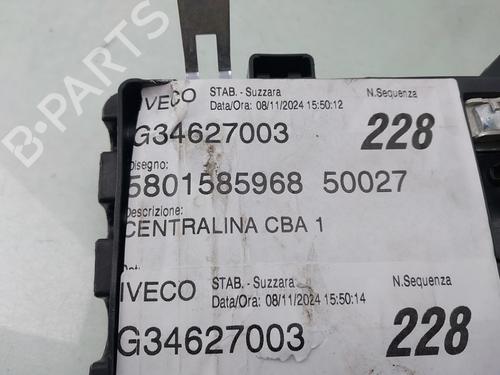 B-PARTS
IVECO STAB. - Suzzara N.Sequenza
Data/Ora: 08/11/2024 15:50:12
G34627003 228
Disegno:
5801585968 50027
Descrizione:
CENTRALINA CBA 1
IVECO STAB. - Suzzara N.Sequenza
Data/Ora: 08/11/2024 15:50:14
G34627003 228